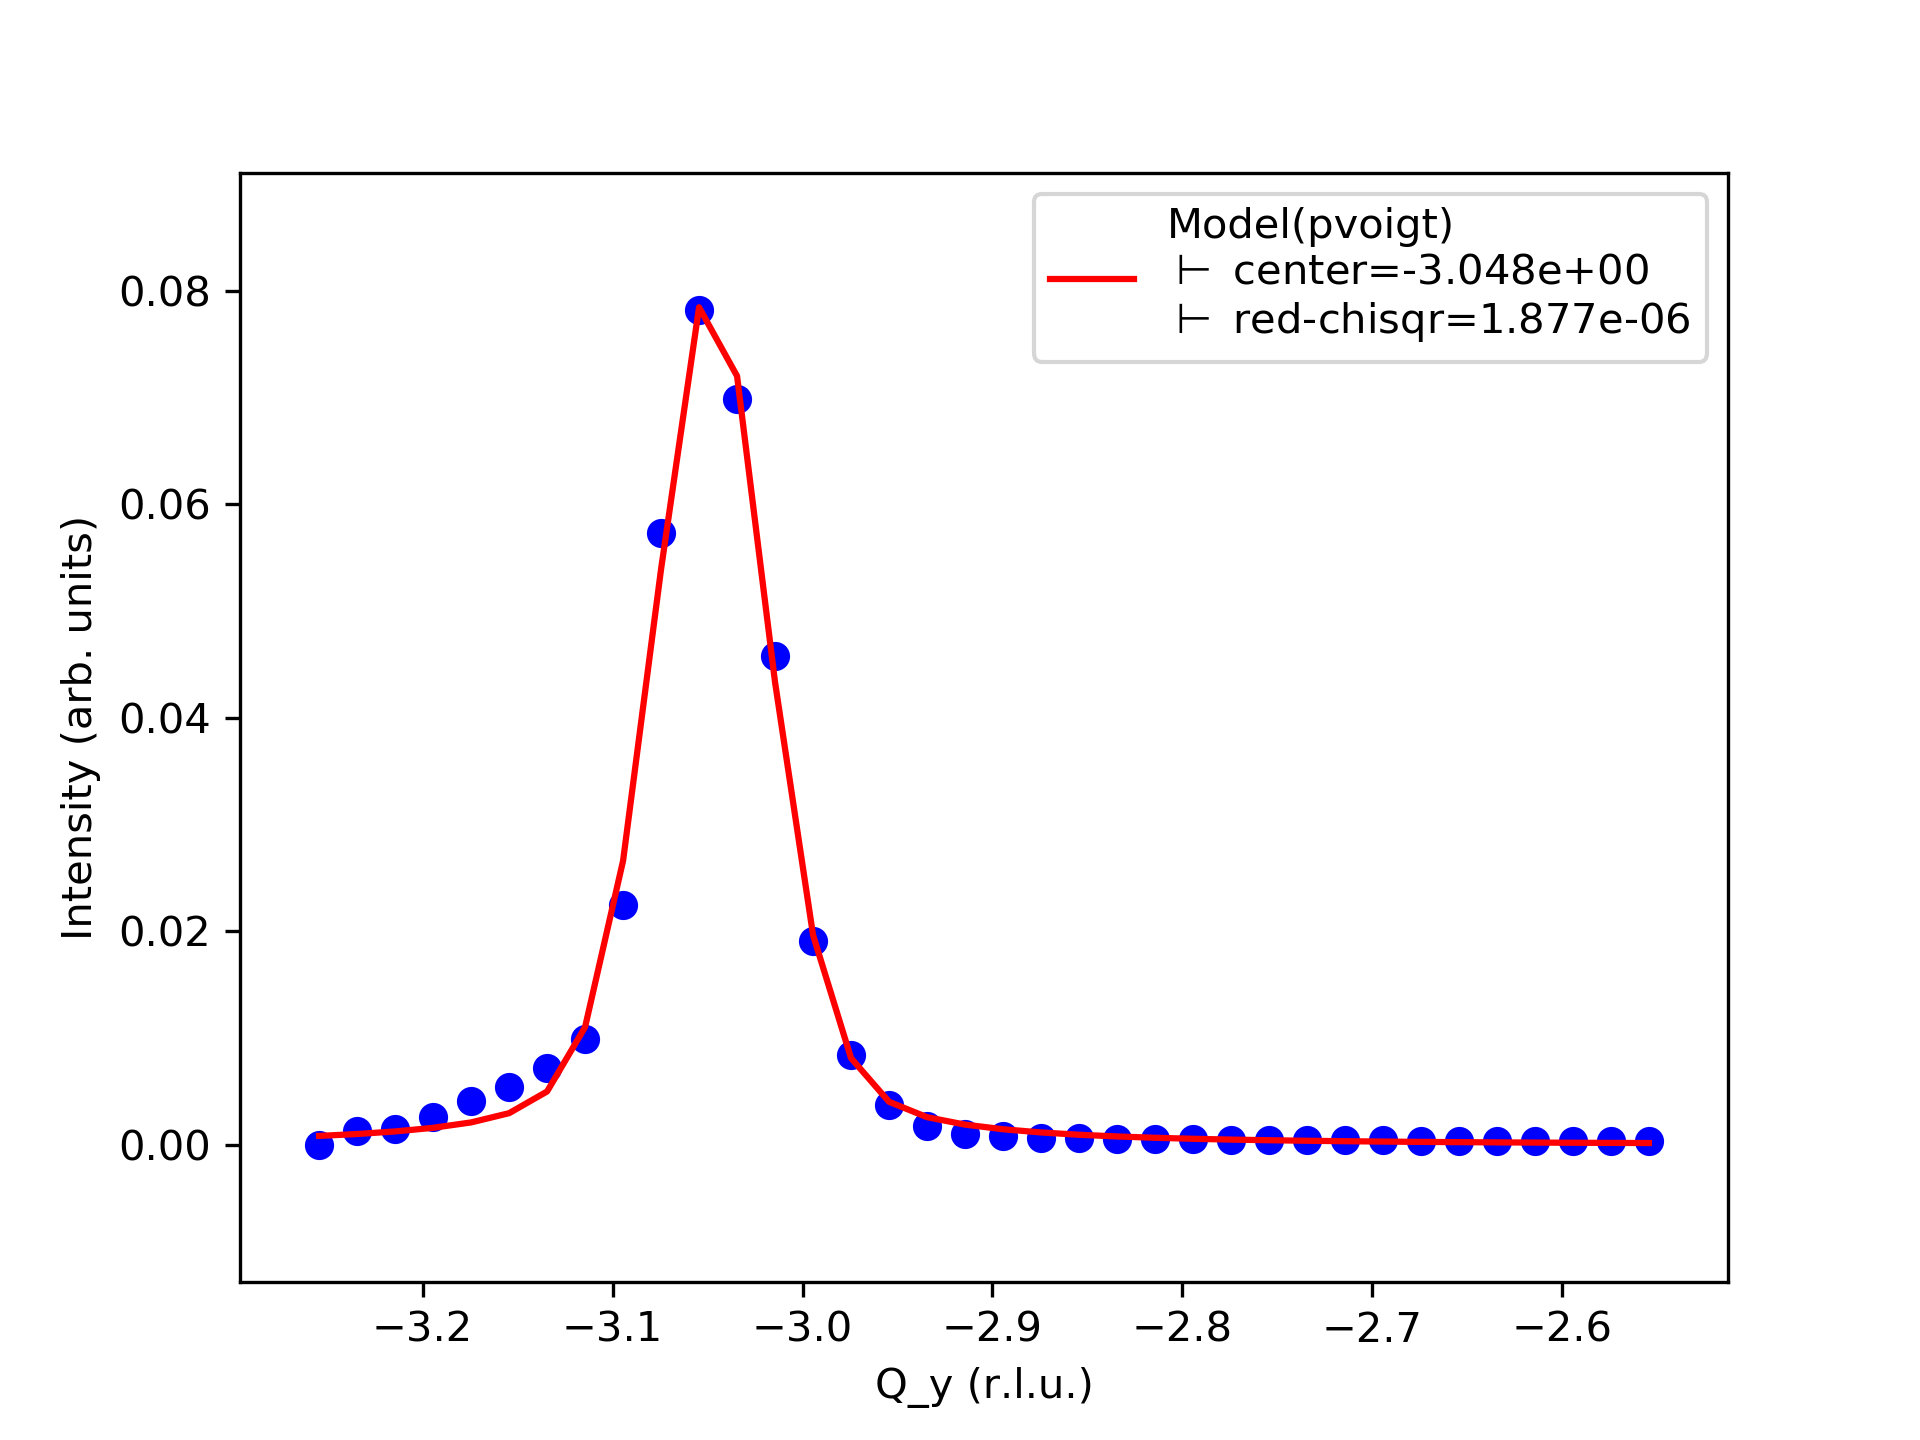 Model(pvoigt)
⊢ center=-3.048e+00
⊢ red-chisqr=1.877e-06
0.08
0.06
0.04
0.02
0.00
Intensity (arb. units)
−3.2 −3.1 −3.0 −2.9 −2.8 −2.7 −2.6
Q_y (r.l.u.)